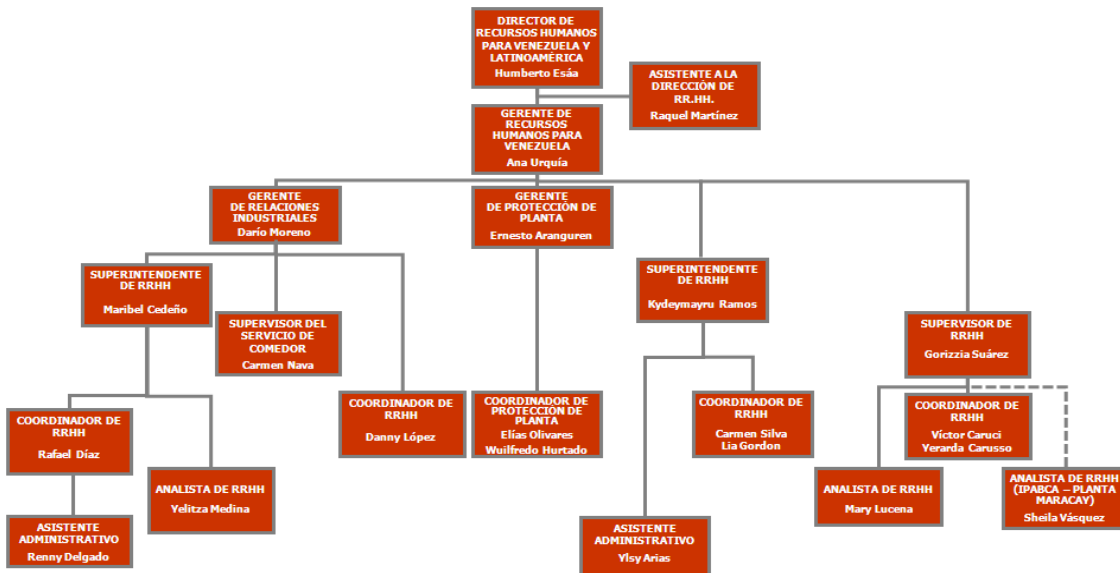 DIRECTOR DE
RECURSOS HUMANOS
PARA VENEZUELA Y
LATINOAMÉRICA
Humberto Esáa
ASISTENTE A LA
DIRECCIÓN DE
RR.HH.
Raquel Martínez
GERENTE DE
RECURSOS
HUMANOS PARA
VENEZUELA
Ana Urquía
GERENTE
DE RELACIONES
INDUSTRIALES
Darío Moreno
GERENTE
DE PROTECCIÓN DE
PLANTA
Ernesto Aranguren
SUPERINTENDENTE
DE RRHH
Maribel Cedeño
SUPERVISOR DEL
SERVICIO DE
COMEDOR
Carmen Nava
SUPERINTENDENTE
DE RRHH
Kydeymayru Ramos
SUPERVISOR DE
RRHH
Gorizzia Suárez
COORDINADOR DE
RRHH
Rafael Díaz
COORDINADOR DE
RRHH
Danny López
COORDINADOR DE
PROTECCIÓN DE
PLANTA
Elías Olivares
Wuilfredo Hurtado
COORDINADOR DE
RRHH
Carmen Silva
Lia Gordon
COORDINADOR DE
RRHH
Víctor Caruci
Yerarda Carusso
ANALISTA DE RRHH
Yelitza Medina
ANALISTA DE RRHH
Mary Lucena
ANALISTA DE RRHH
(IPABCA – PLANTA
MARACAY)
Sheila Vásquez
ASISTENTE
ADMINISTRATIVO
Renny Delgado
ASISTENTE
ADMINISTRATIVO
Ylsy Arias